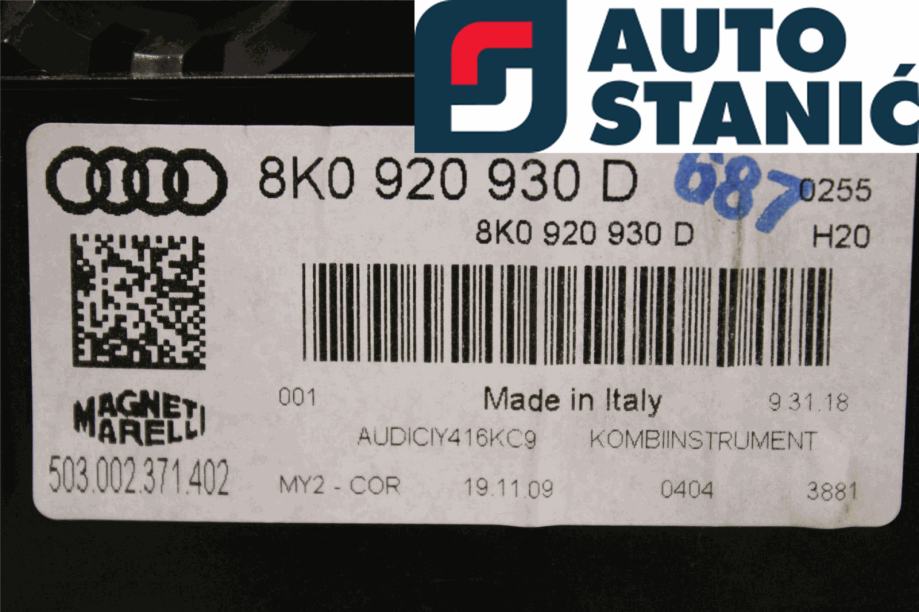 AUTO
STANIĆ
8K0 920 930 D
687
0255
8K0 920 930 D
H20
001
Made in Italy
9.31.18
MAGNETI
MARELLI
AUDICIY416KC9
KOMBIINSTRUMENT
503.002.371.402
MY2 - COR
19.11.09
0404
3881